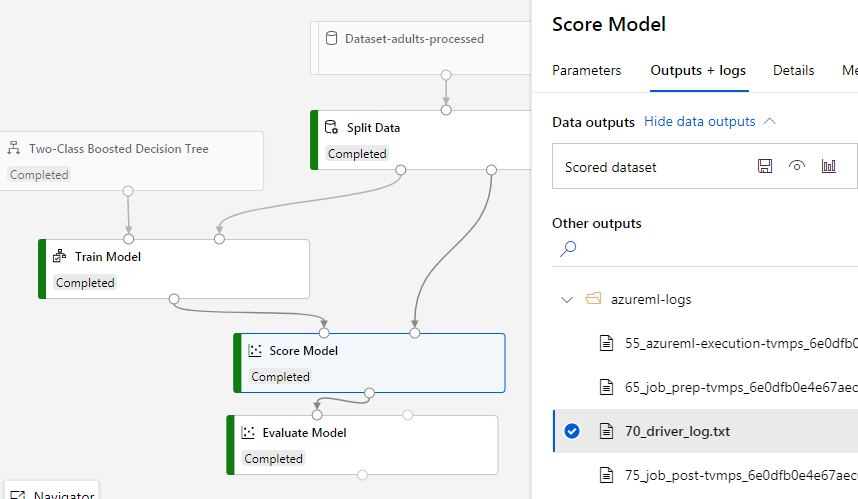 Dataset-adults-processed
Split Data
Completed
Two-Class Boosted Decision Tree
Completed
Train Model
Completed
Score Model
Completed
Evaluate Model
Completed
Navigator
Score Model
Parameters Outputs + logs Details Me
Data outputs Hide data outputs
Scored dataset
Other outputs
azureml-logs
55_azureml-execution-tvmps_6e0dfb0
65_job_prep-tvmps_6e0dfb0e4e67aec
70_driver_log.txt
75_job_post-tvmps_6e0dfb0e4e67aec